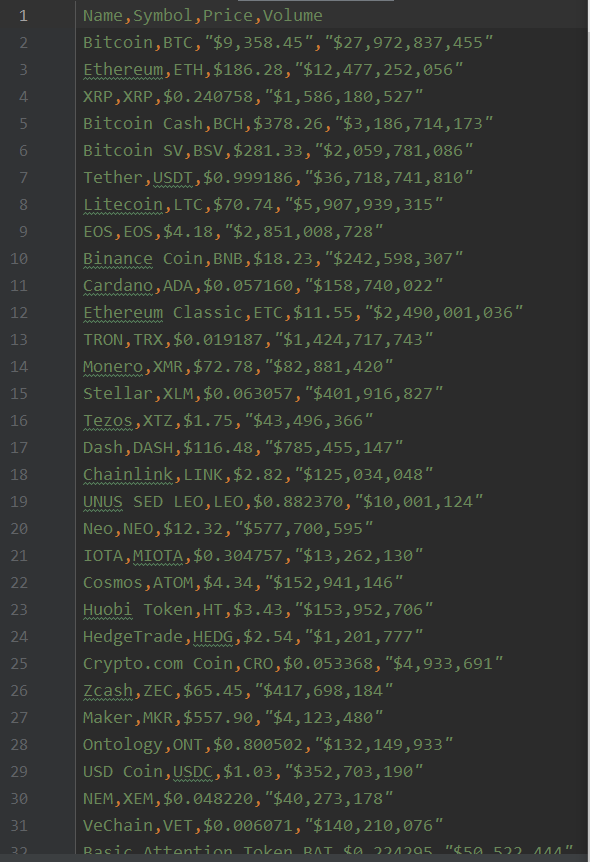 1 Name,Symbol,Price,Volume
2 Bitcoin,BTC,"$9,358.45","$27,972,837,455"
3 Ethereum,ETH,$186.28,"$12,477,252,056"
4 XRP,XRP,$0.240758,"$1,586,180,527"
5 Bitcoin Cash,BCH,$378.26,"$3,186,714,173"
6 Bitcoin SV,BSV,$281.33,"$2,059,781,086"
7 Tether,USDT,$0.999186,"$36,718,741,810"
8 Litecoin,LTC,$70.74,"$5,907,939,315"
9 EOS,EOS,$4.18,"$2,851,008,728"
10 Binance Coin,BNB,$18.23,"$242,598,307"
11 Cardano,ADA,$0.057160,"$158,740,022"
12 Ethereum Classic,ETC,$11.55,"$2,490,001,036"
13 TRON,TRX,$0.019187,"$1,424,717,743"
14 Monero,XMR,$72.78,"$82,881,420"
15 Stellar,XLM,$0.063057,"$401,916,827"
16 Tezos,XTZ,$1.75,"$43,496,366"
17 Dash,DASH,$116.48,"$785,455,147"
18 Chainlink,LINK,$2.82,"$125,034,048"
19 UNUS SED LEO,LEO,$0.882370,"$10,001,124"
20 Neo,NEO,$12.32,"$577,700,595"
21 IOTA,MIOTA,$0.304757,"$13,262,130"
22 Cosmos,ATOM,$4.34,"$152,941,146"
23 Huobi Token,HT,$3.43,"$153,952,706"
24 HedgeTrade,HEDG,$2.54,"$1,201,777"
25 Crypto.com Coin,CRO,$0.053368,"$4,933,691"
26 Zcash,ZEC,$65.45,"$417,698,184"
27 Maker,MKR,$557.90,"$4,123,480"
28 Ontology,ONT,$0.800502,"$132,149,933"
29 USD Coin,USDC,$1.03,"$352,703,190"
30 NEM,XEM,$0.048220,"$40,273,178"
31 VeChain,VET,$0.006071,"$140,210,076"
32 Basic Attention Token,BAT,$0.224295,"$50,522,444"